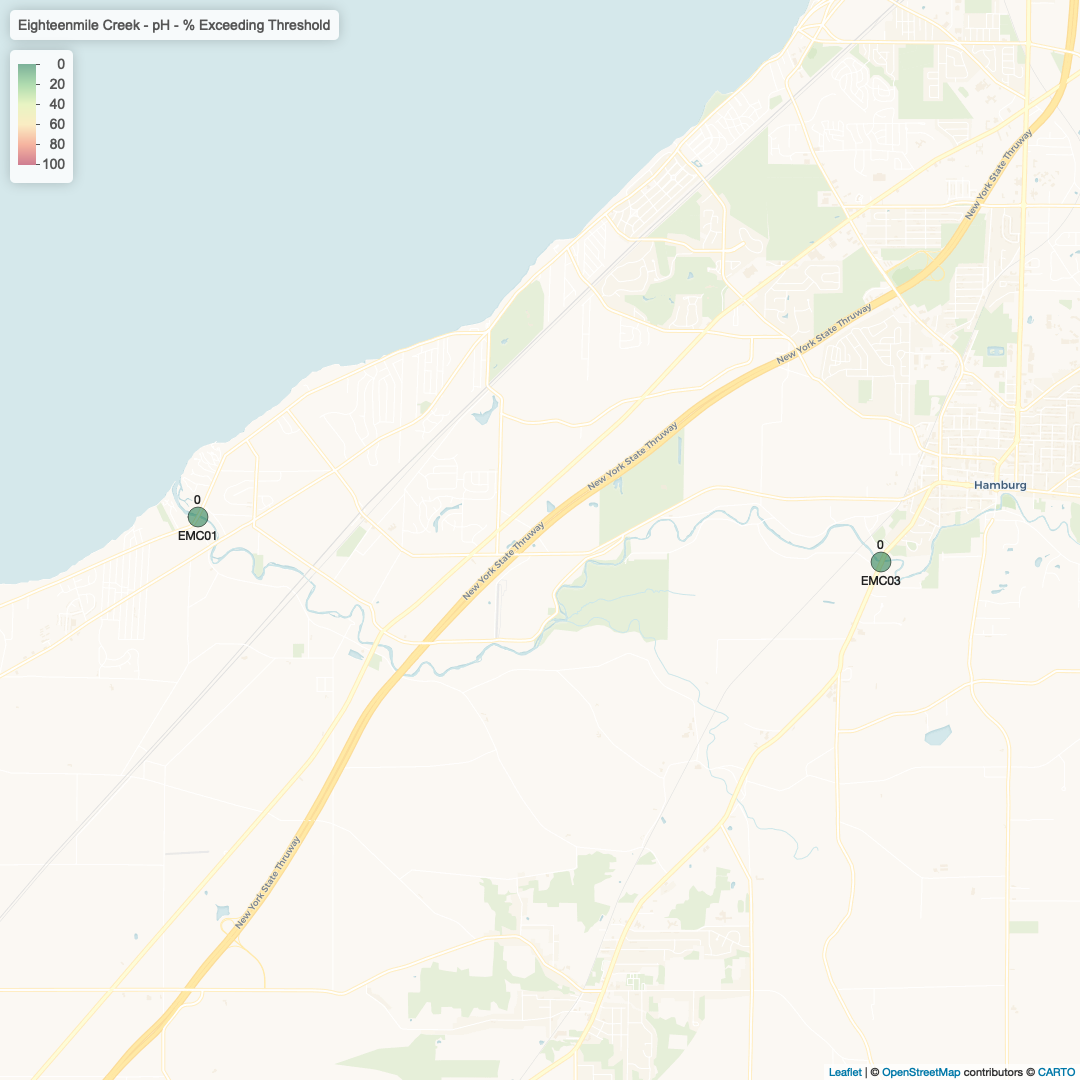 Eighteenmile Creek - pH - % Exceeding Threshold
0
20
40
60
80
100
New York State Thruway
New York State Thruway
New York State Thruway
Hamburg
0
EMC01
New York State Thruway
0
EMC03
New York State Thruway
Leaflet | © OpenStreetMap contributors © CARTO